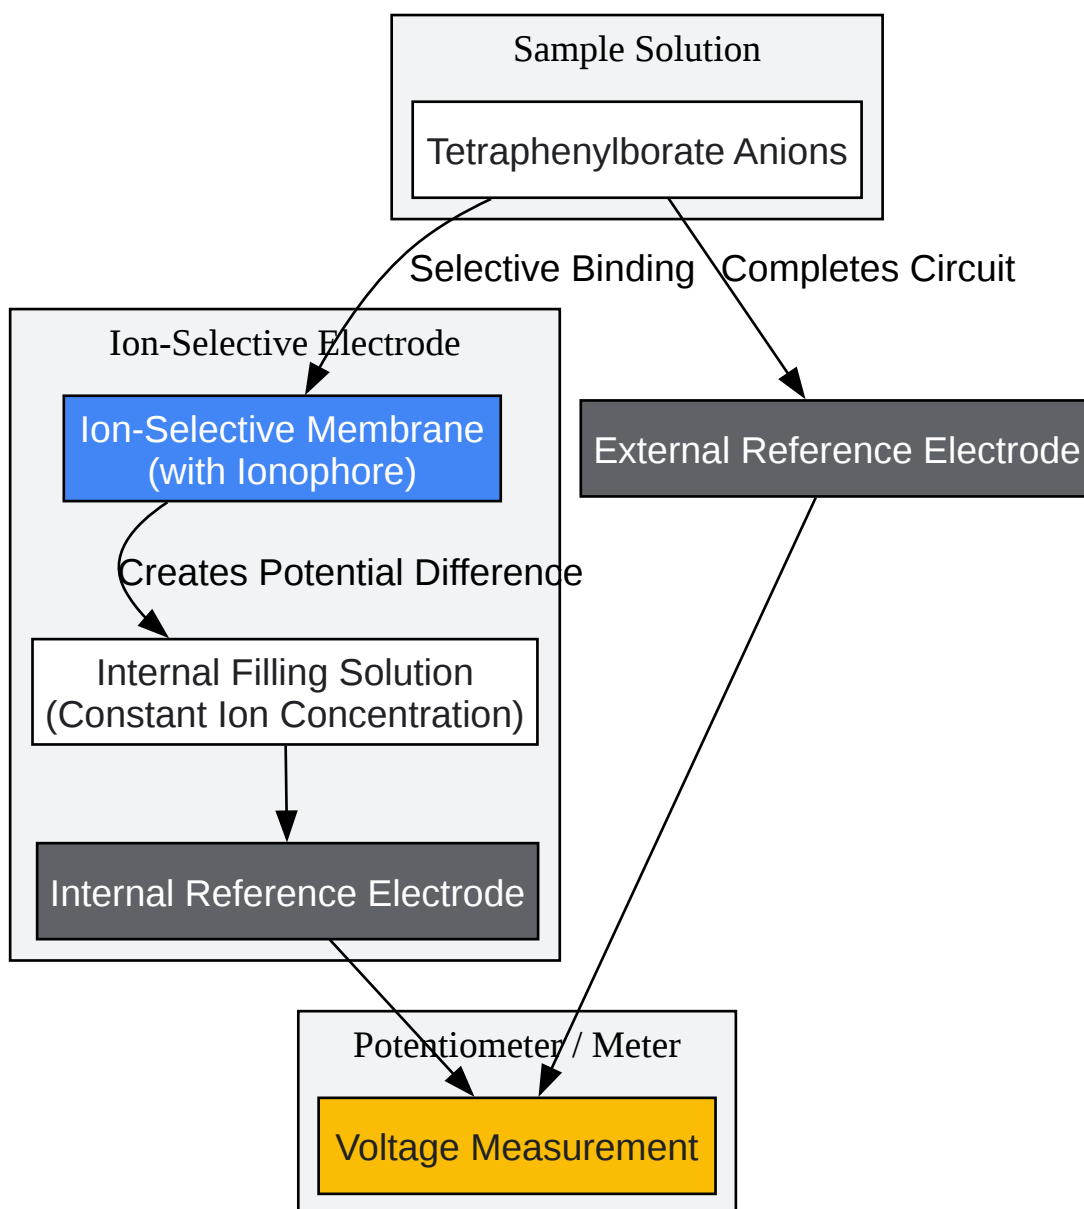 Sample Solution
Tetraphenylborate Anions
Selective Binding
Completes Circuit
Ion-Selective Electrode
Ion-Selective Membrane
(with Ionophore)
External Reference Electrode
Creates Potential Difference
Internal Filling Solution
(Constant Ion Concentration)
Internal Reference Electrode
Potentiometer / Meter
Voltage Measurement